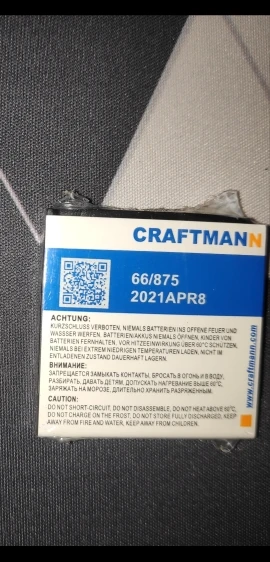 CRAFTMANN
66/875
2021APR8
ACHTUNG:
KURZSCHLUSS VERBOTEN, NIEMALS BATTERIEN INS OFFENE FEUER UND
WASSSER WERFEN. BATTERIEN/AKKUS NIEMALS ÖFFNEN, KINDER VON
BATTERIEN FERNHALTEN, VOR HITZEEINWIRKUNG ÜBER 60°C SCHÜTZEN,
NIEMALS BEI EXTREM NIEDRIGEN TEMPERATUREN LADEN, NICHT IM
ENTLADENEN ZUSTAND DAUERHAFT LAGERN.
ВНИМАНИЕ:
ЗАПРЕЩАЕТСЯ ЗАМЫКАТЬ КОНТАКТЫ, БРОСАТЬ В ОГОНЬ И В ВОДУ,
РАЗБИРАТЬ, ДАВАТЬ ДЕТЯМ, ДОПУСКАТЬ НАГРЕВАНИЕ ВЫШЕ 60°С,
ЗАРЯЖАТЬ НА МОРОЗЕ, ДЛИТЕЛЬНО ХРАНИТЬ РАЗРЯЖЕННЫМ.
CAUTION:
DO NOT SHORT-CIRCUIT, DO NOT DISASSEMBLE, DO NOT HEAT ABOVE 60°C,
DO NOT CHARGE ON THE FROST, DO NOT STORE FULLY DISCHARGED, KEEP
AWAY FROM FIRE AND WATER, KEEP AWAY FROM CHILDREN.
www.craftmann.com